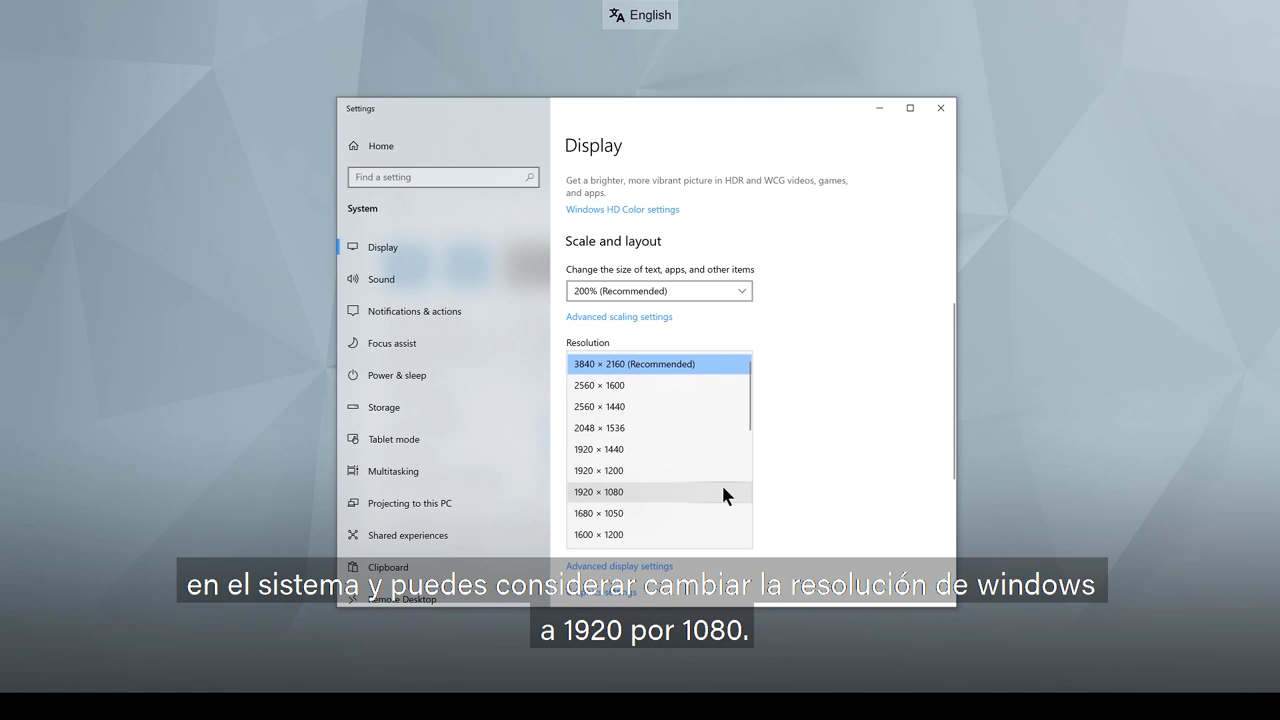 English
Settings
Home
Find a setting
System
Display
Sound
Notifications & actions
Focus assist
Power & sleep
Storage
Tablet mode
Multitasking
Projecting to this PC
Shared experiences
Clipboard
Remote Desktop
Display
Get a brighter, more vibrant picture in HDR and WCG videos, games,
and apps.
Windows HD Color settings
Scale and layout
Change the size of text, apps, and other items
200% (Recommended)
Advanced scaling settings
Resolution
3840 × 2160 (Recommended)
2560 × 1600
2560 × 1440
2048 × 1536
1920 × 1440
1920 × 1200
1920 × 1080
1680 × 1050
1600 × 1200
Advanced display settings
en el sistema y puedes considerar cambiar la resolución de windows
a 1920 por 1080.